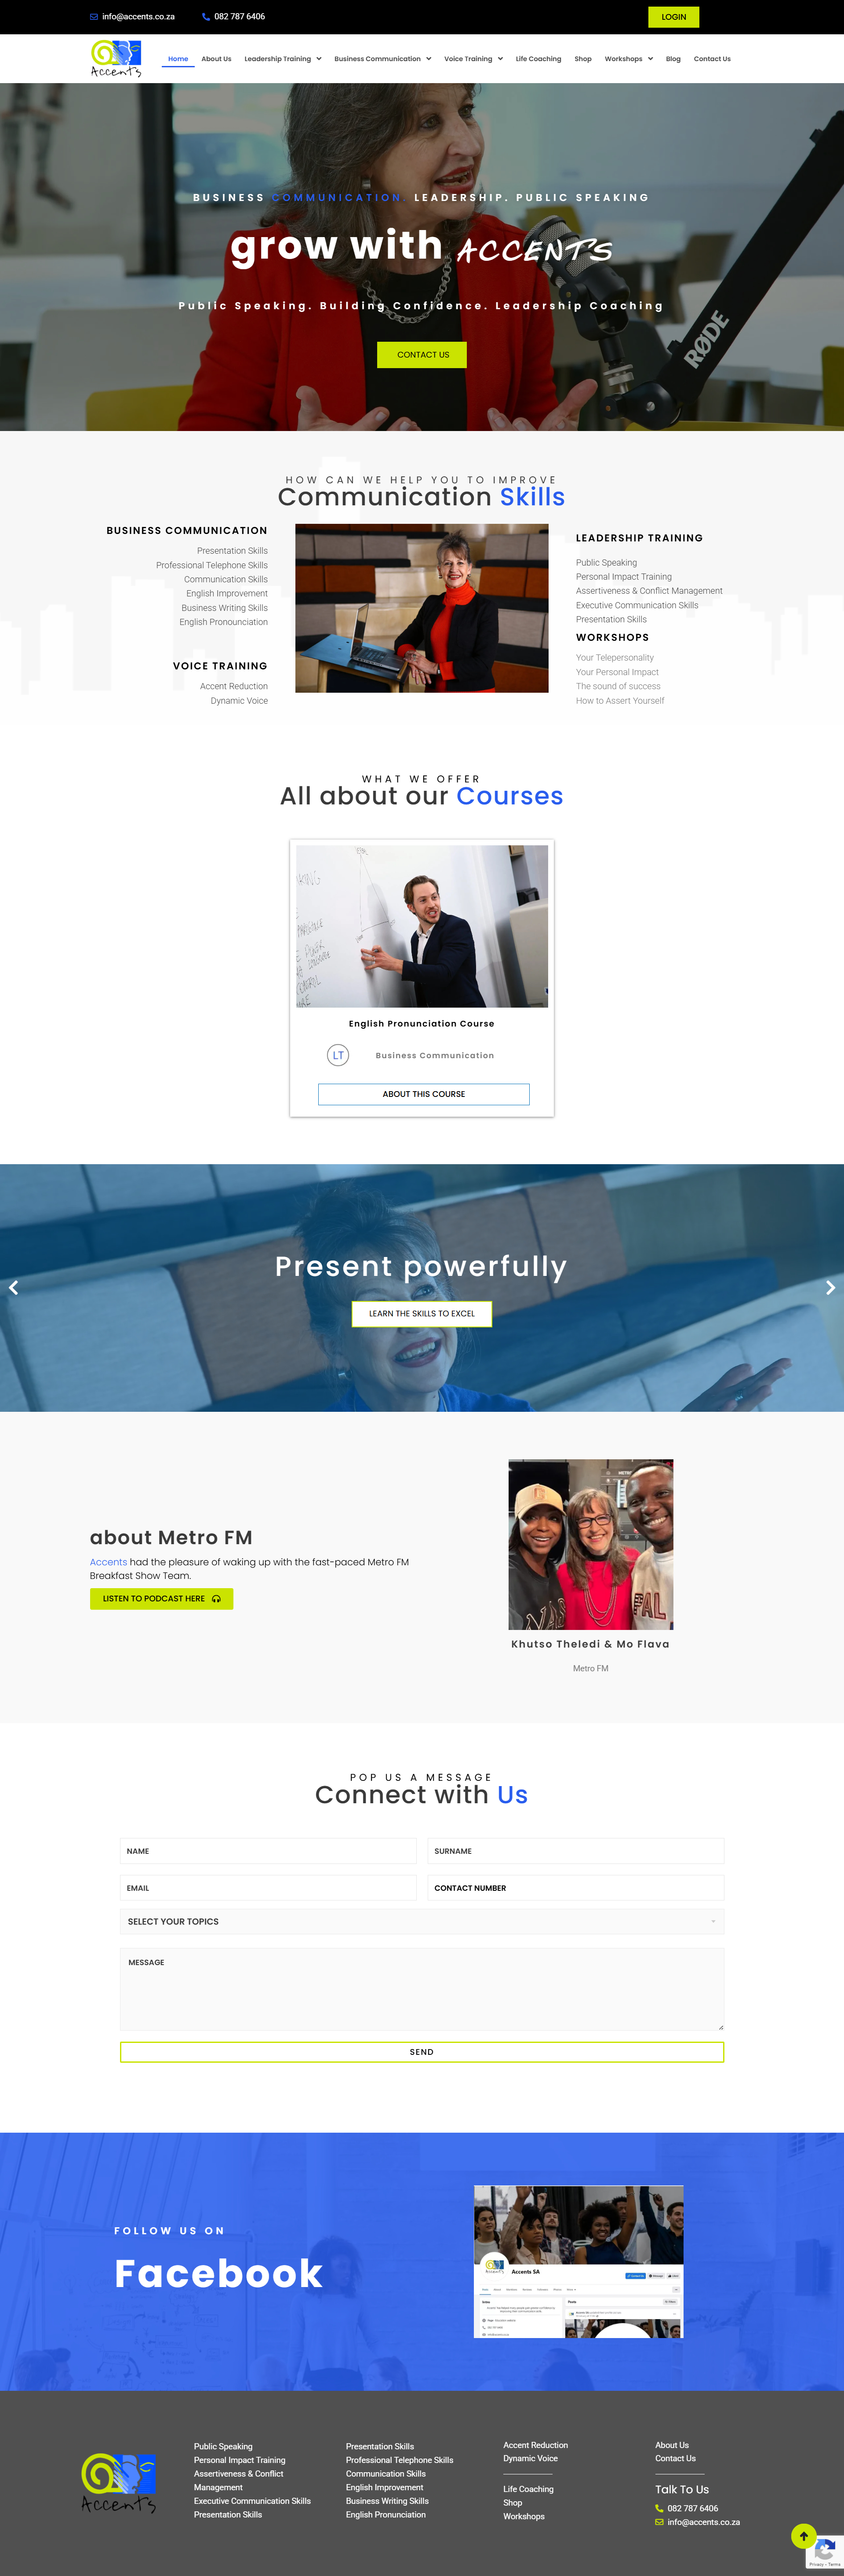 info@accents.co.za
082 787 6406
LOGIN
Accents
Home
About Us
Leadership Training
Business Communication
Voice Training
Life Coaching
Shop
Workshops
Blog
Contact Us
BUSINESS COMMUNICATION. LEADERSHIP. PUBLIC SPEAKING
grow with ACCENTS
Public Speaking. Building Confidence. Leadership Coaching
CONTACT US
RØDE
HOW CAN WE HELP YOU TO IMPROVE
Communication Skills
BUSINESS COMMUNICATION
Presentation Skills
Professional Telephone Skills
Communication Skills
English Improvement
Business Writing Skills
English Pronounciation
VOICE TRAINING
Accent Reduction
Dynamic Voice
LEADERSHIP TRAINING
Public Speaking
Personal Impact Training
Assertiveness & Conflict Management
Executive Communication Skills
Presentation Skills
WORKSHOPS
Your Telepersonality
Your Personal Impact
The sound of success
How to Assert Yourself
WHAT WE OFFER
All about our Courses
English Pronunciation Course
LT
Business Communication
ABOUT THIS COURSE
Present powerfully
LEARN THE SKILLS TO EXCEL
about Metro FM
Accents had the pleasure of waking up with the fast-paced Metro FM
Breakfast Show Team.
LISTEN TO PODCAST HERE
Khutso Theledi & Mo Flava
Metro FM
POP US A MESSAGE
Connect with Us
NAME
SURNAME
EMAIL
CONTACT NUMBER
SELECT YOUR TOPICS
MESSAGE
SEND
FOLLOW US ON
Facebook
Accents SA
Accents
Public Speaking
Personal Impact Training
Assertiveness & Conflict
Management
Executive Communication Skills
Presentation Skills
Presentation Skills
Professional Telephone Skills
Communication Skills
English Improvement
Business Writing Skills
English Pronunciation
Accent Reduction
Dynamic Voice
Life Coaching
Shop
Workshops
About Us
Contact Us
Talk To Us
082 787 6406
info@accents.co.za
Privacy - Terms